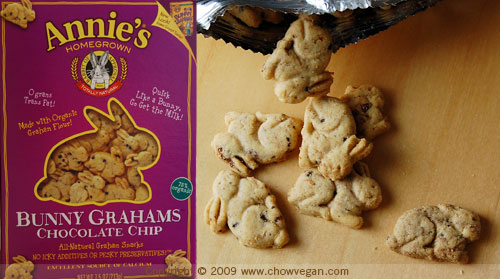 Annie's
HOMEGROWN
TOTALLY NATURAL
0 grams
Trans Fat!
Quick
Like a Bunny,
Go Get the Milk!
Made with Organic
Graham Flour!
70%
organic
BUNNY GRAHAMS
CHOCOLATE CHIP
All-Natural Graham Snacks
NO ICKY ADDITIVES OR PESKY PRESERVATIVES
EXCELLENT SOURCE OF CALCIUM
© 2009 www.chowvegan.com